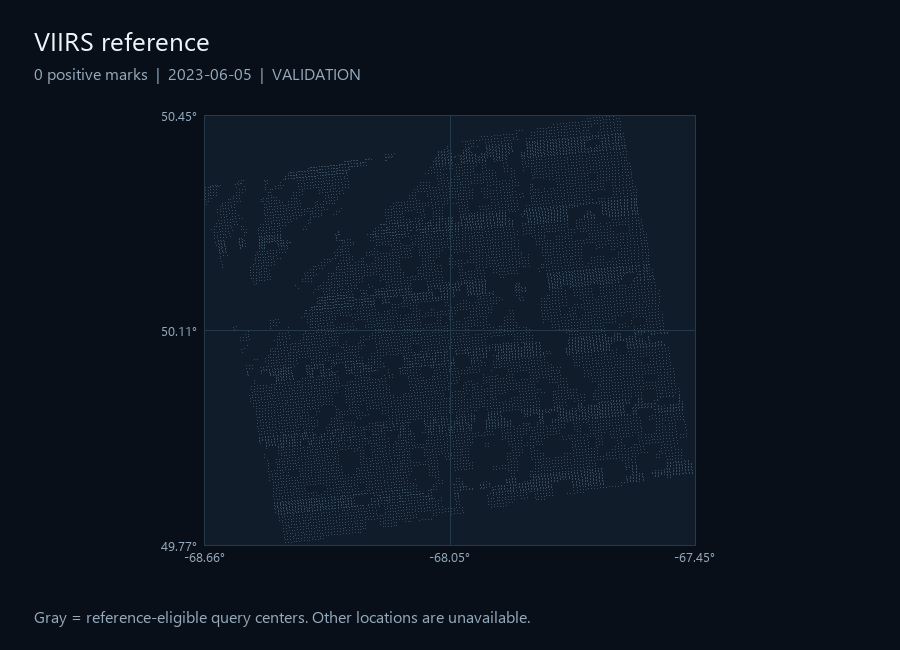 VIIRS reference
0 positive marks | 2023-06-05 | VALIDATION
50.45°
50.11°
49.77°
-68.66°
-68.05°
-67.45°
Gray = reference-eligible query centers. Other locations are unavailable.